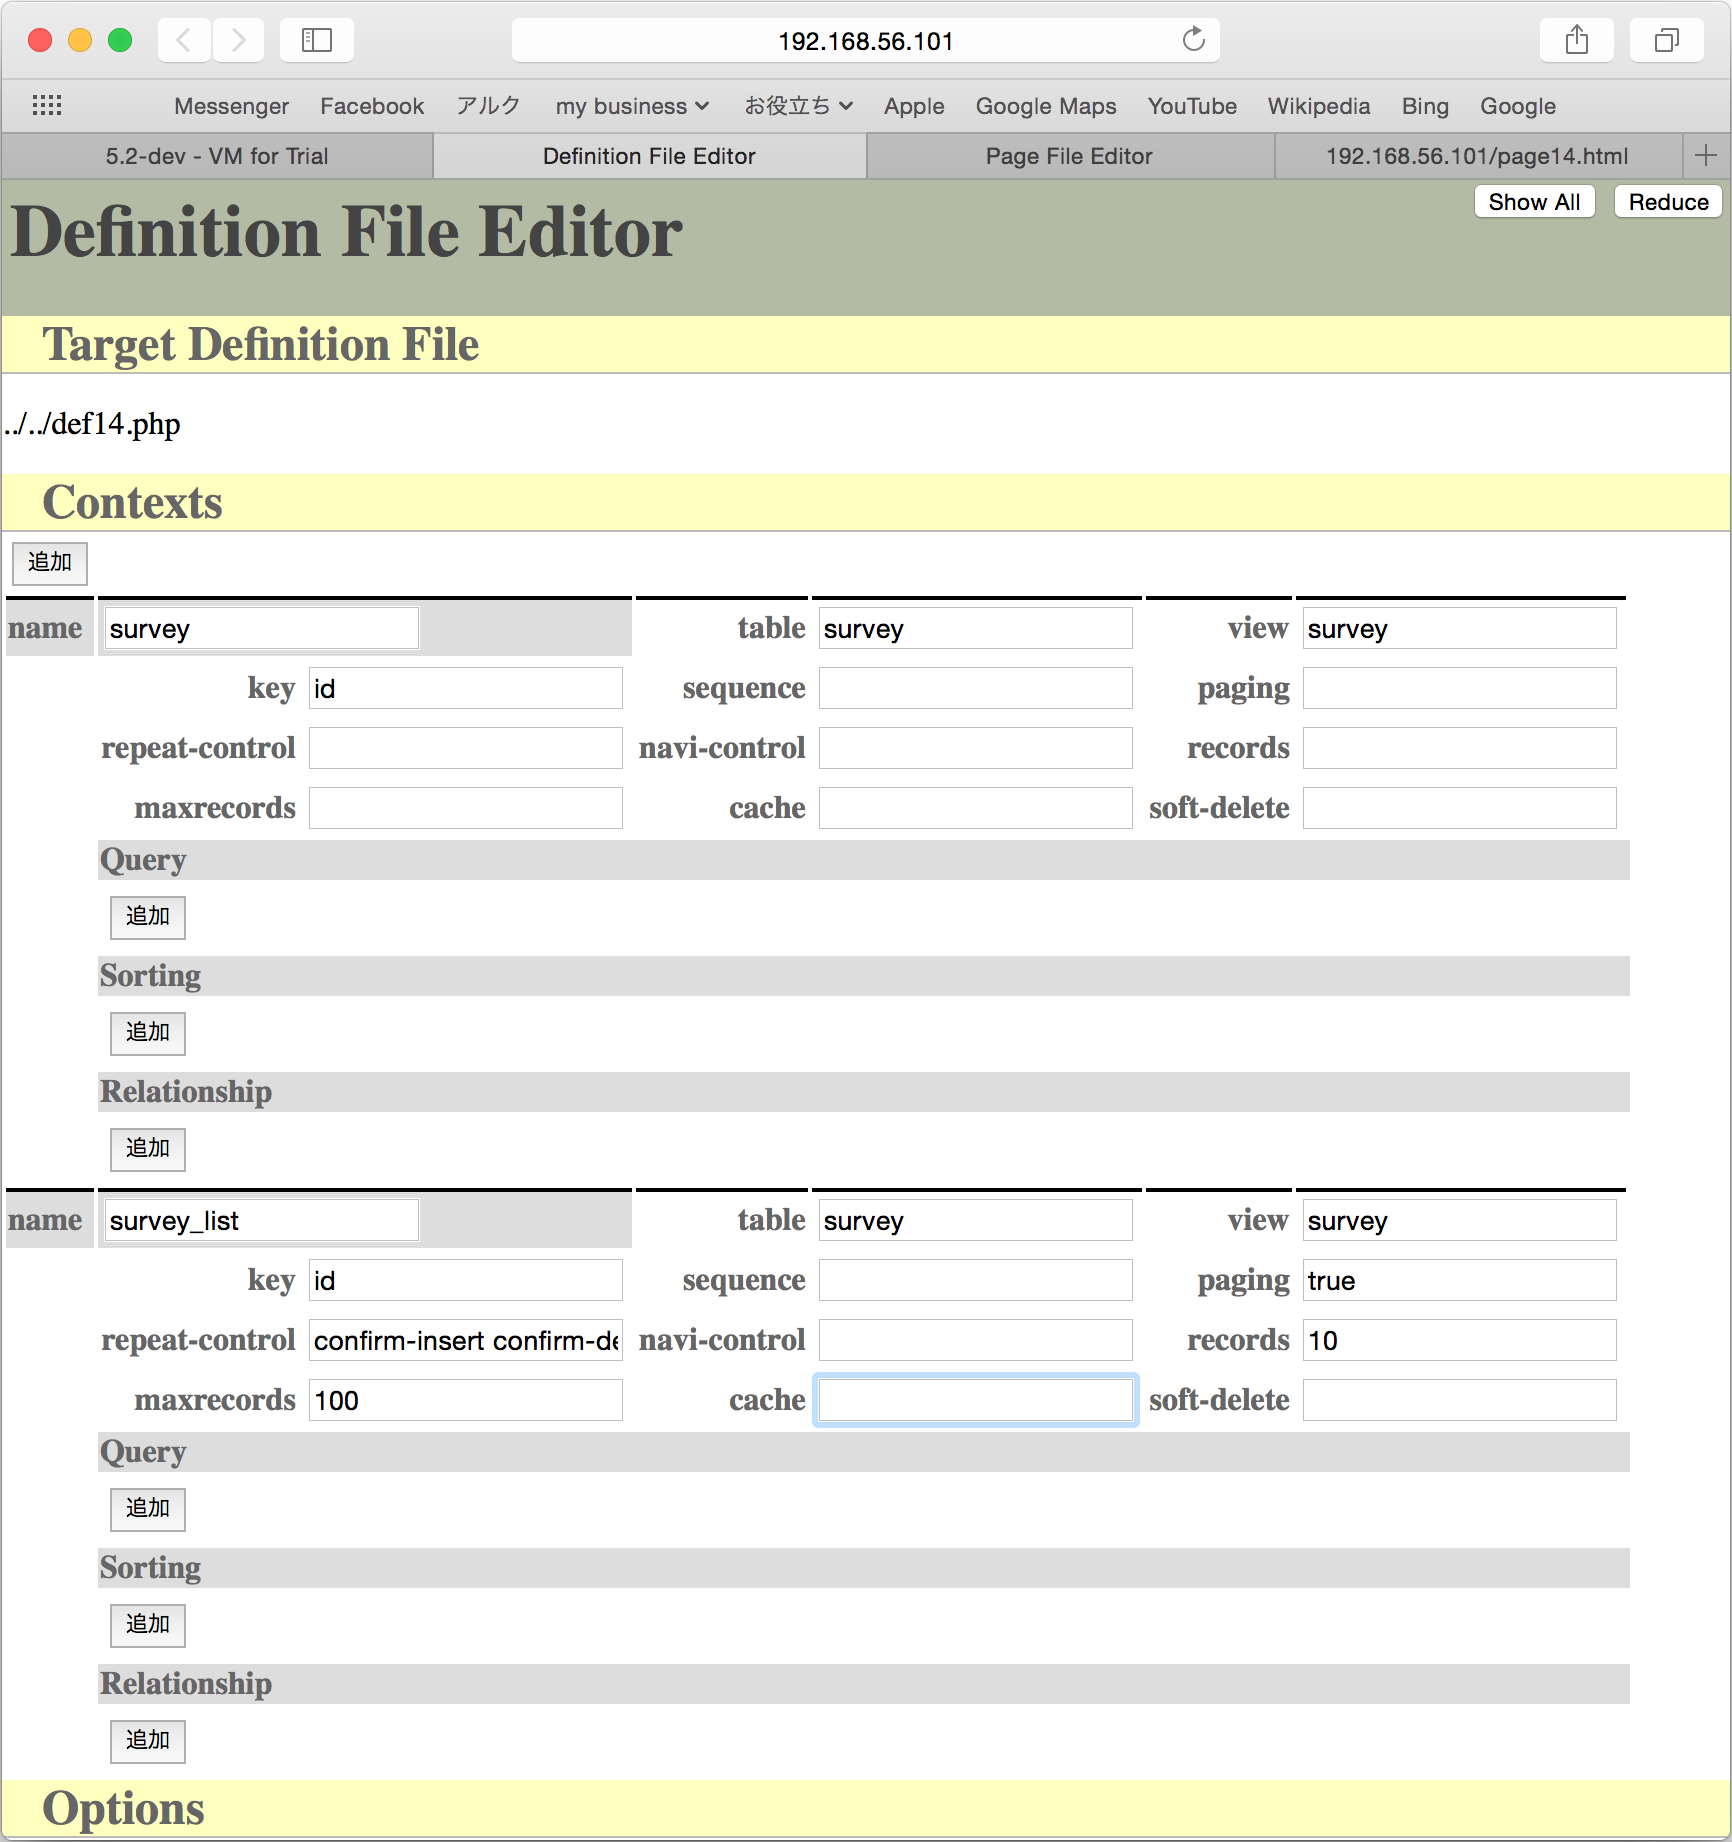 192.168.56.101
Messenger Facebook アルク my business お役立ち Apple Google Maps YouTube Wikipedia Bing Google
5.2-dev - VM for Trial Definition File Editor Page File Editor 192.168.56.101/page14.html
Show All Reduce
Definition File Editor
Target Definition File
../../def14.php
Contexts
追加
name survey table survey view survey
key id sequence paging
repeat-control navi-control records
maxrecords cache soft-delete
Query
追加
Sorting
追加
Relationship
追加
name survey_list table survey view survey
key id sequence paging true
repeat-control confirm-insert confirm-de navi-control records 10
maxrecords 100 cache soft-delete
Query
追加
Sorting
追加
Relationship
追加
Options